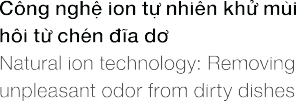 Công nghệ ion tự nhiên khử mùi
hôi từ chén đĩa dơ
Natural ion technology: Removing
unpleasant odor from dirty dishes